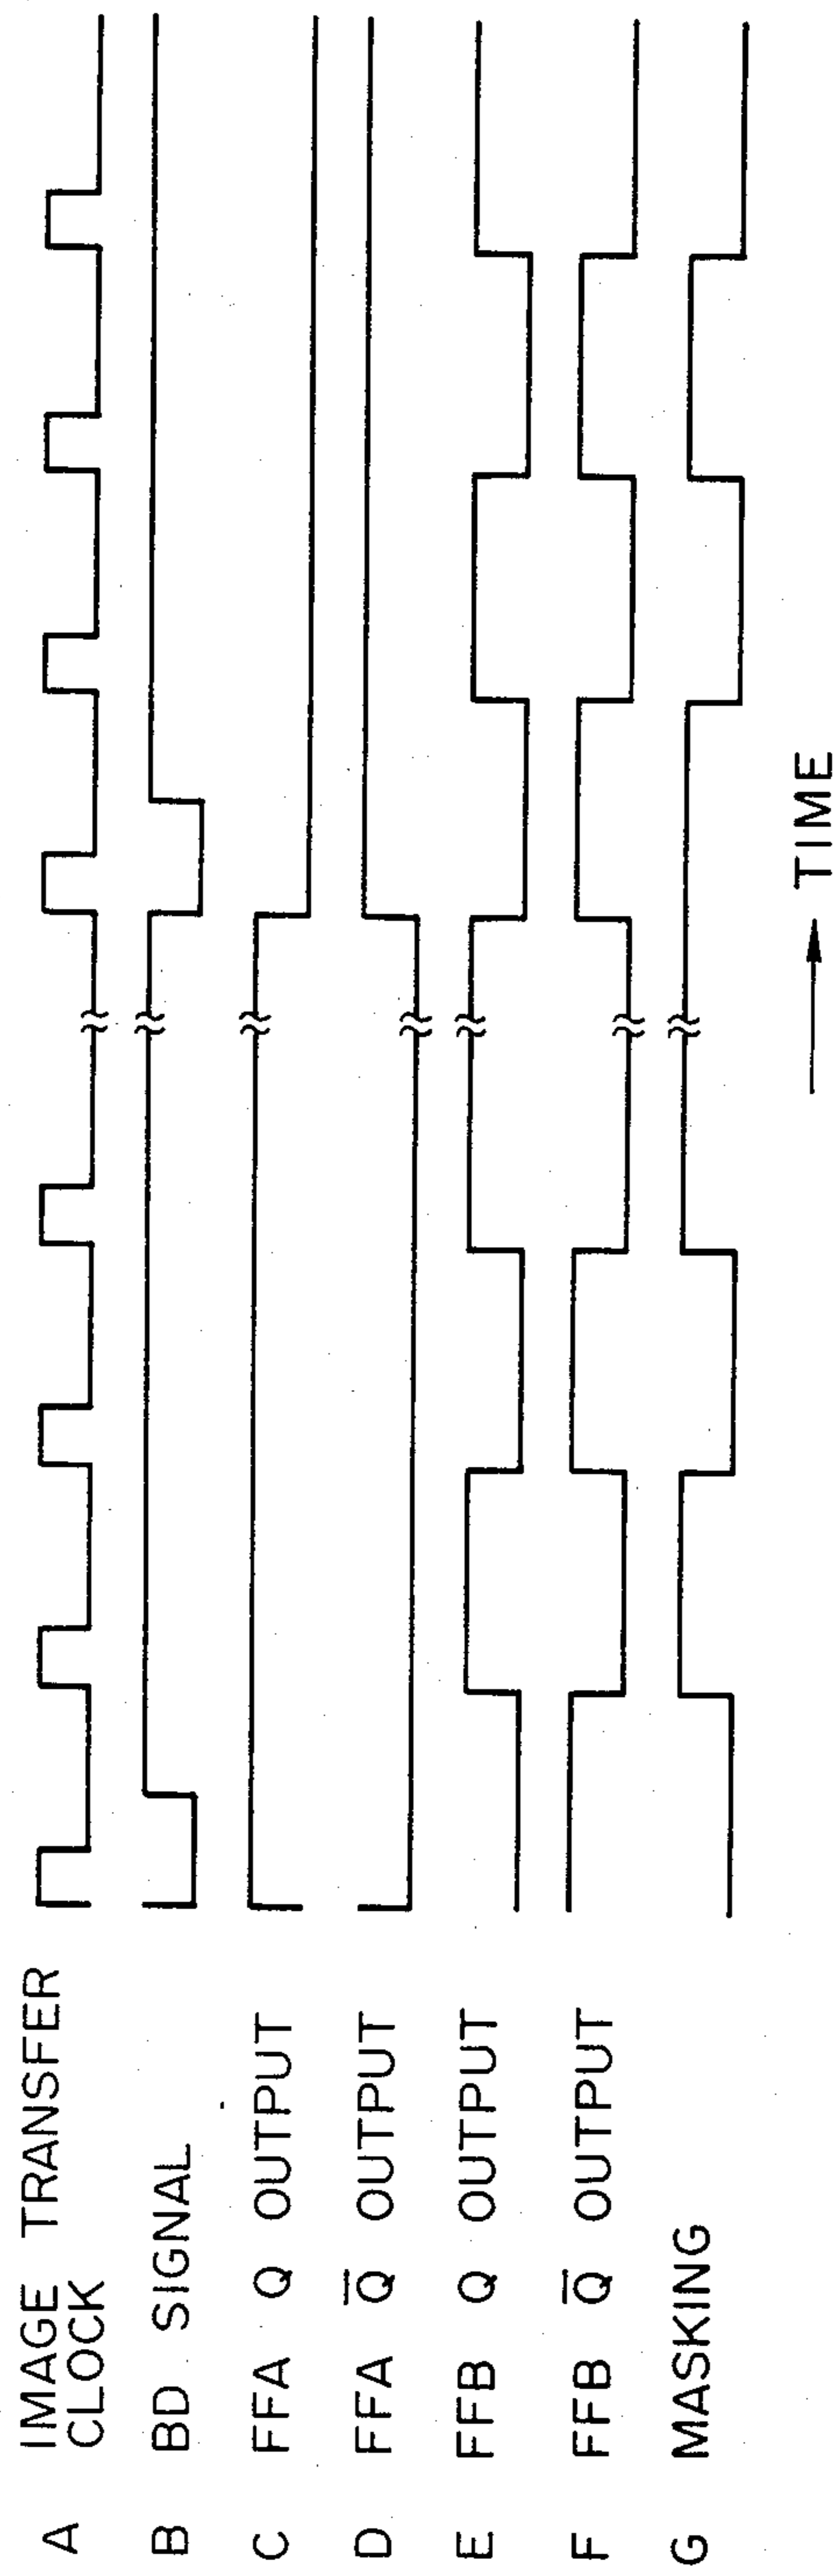 A IMAGE TRANSFER
CLOCK
B BD SIGNAL
C FFA Q OUTPUT
D FFA Q̅ OUTPUT
E FFB Q OUTPUT
F FFB Q̅ OUTPUT
G MASKING
TIME